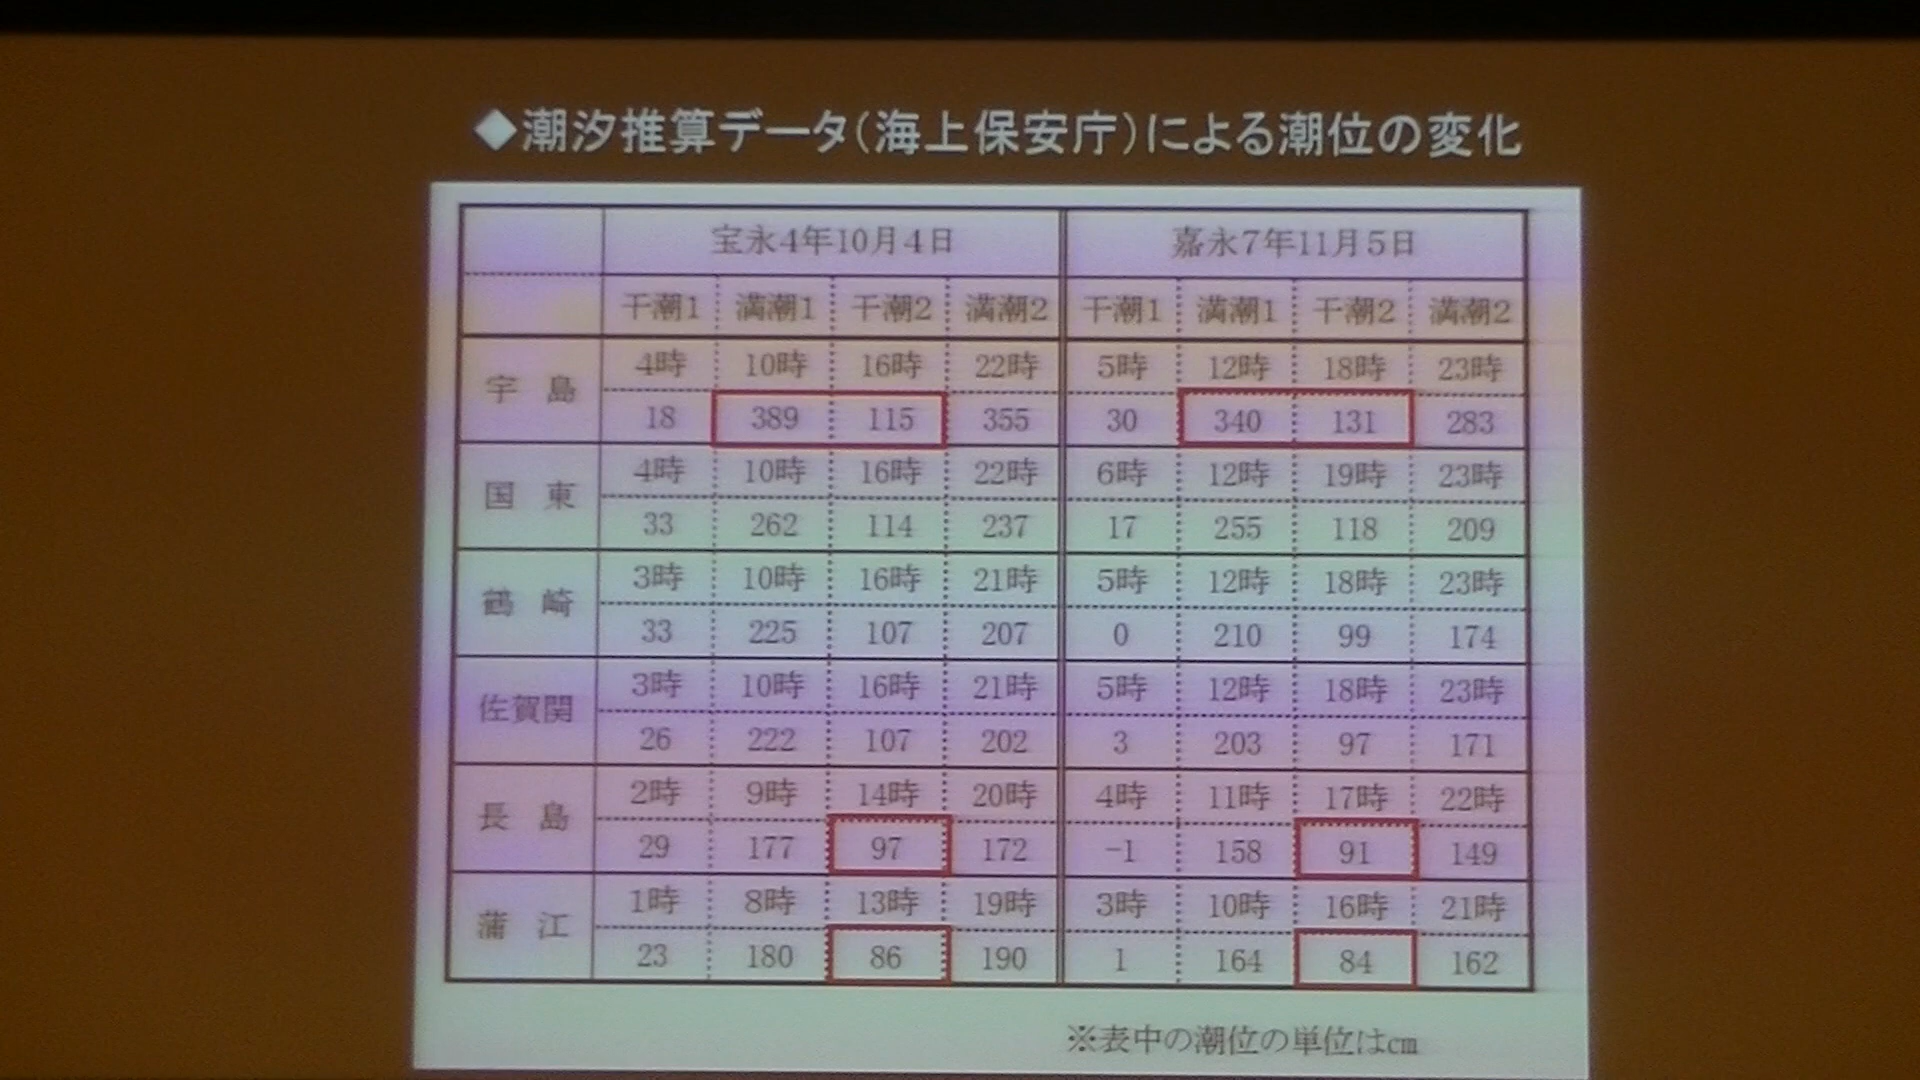 ◆潮汐推算データ(海上保安庁)による潮位の変化
宝永4年10月4日 嘉永7年11月5日
干潮1 満潮1 干潮2 満潮2 干潮1 満潮1 干潮2 満潮2
宇島 4時 10時 16時 22時 5時 12時 18時 23時
18 389 115 355 30 340 131 283
国東 4時 10時 16時 22時 6時 12時 19時 23時
33 262 114 237 17 255 118 209
鶴崎 3時 10時 16時 21時 5時 12時 18時 23時
33 225 107 207 0 210 99 174
佐賀関 3時 10時 16時 21時 5時 12時 18時 23時
26 222 107 202 3 203 97 171
長島 2時 9時 14時 20時 4時 11時 17時 22時
29 177 97 172 -1 158 91 149
蒲江 1時 8時 13時 19時 3時 10時 16時 21時
23 180 86 190 1 164 84 162
※表中の潮位の単位はcm